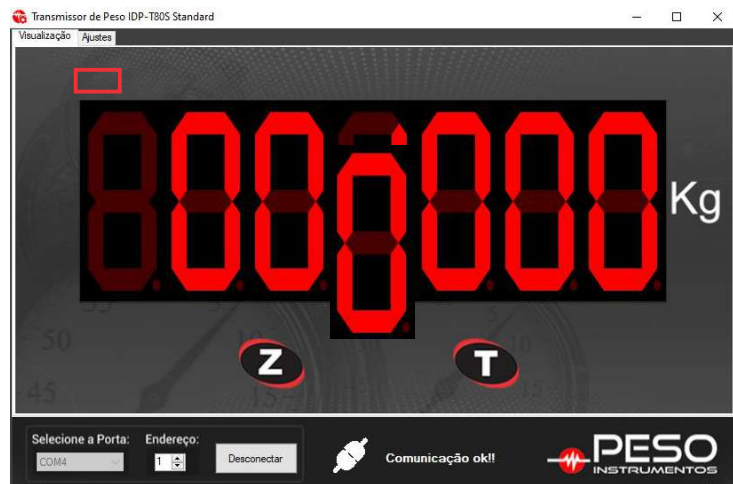 Transmissor de Peso IDP-T80S Standard
Visualização Ajustes
000000
Kg
Z T
Selecione a Porta: Endereço:
COM4 1 Desconectar Comunicação ok!!
PESO
INSTRUMENTOS